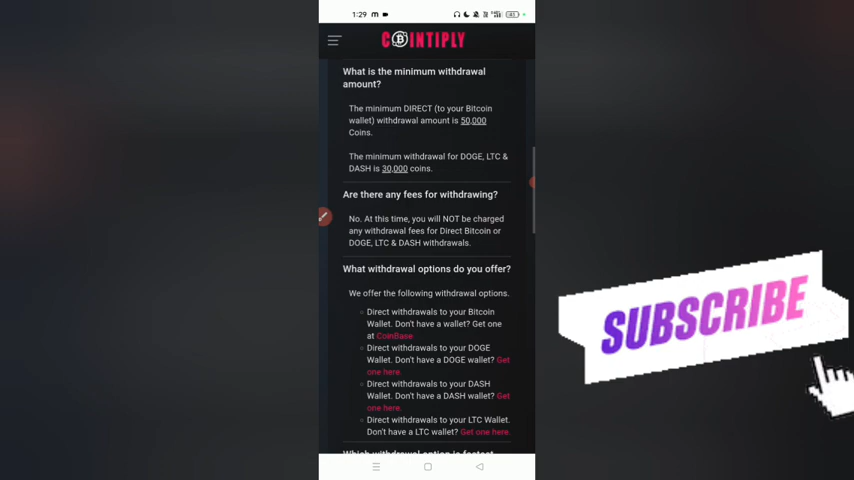 1:29
COINTIPLY
What is the minimum withdrawal
amount?
The minimum DIRECT (to your Bitcoin
wallet) withdrawal amount is 50,000
Coins.
The minimum withdrawal for DOGE, LTC &
DASH is 30,000 coins.
Are there any fees for withdrawing?
No. At this time, you will NOT be charged
any withdrawal fees for Direct Bitcoin or
DOGE, LTC & DASH withdrawals.
What withdrawal options do you offer?
We offer the following withdrawal options.
Direct withdrawals to your Bitcoin
Wallet. Don't have a wallet? Get one
at CoinBase
Direct withdrawals to your DOGE
Wallet. Don't have a DOGE wallet? Get
one here.
Direct withdrawals to your DASH
Wallet. Don't have a DASH wallet? Get
one here.
Direct withdrawals to your LTC Wallet.
Don't have a LTC wallet? Get one here.
Which withdrawal option is fastest
SUBSCRIBE